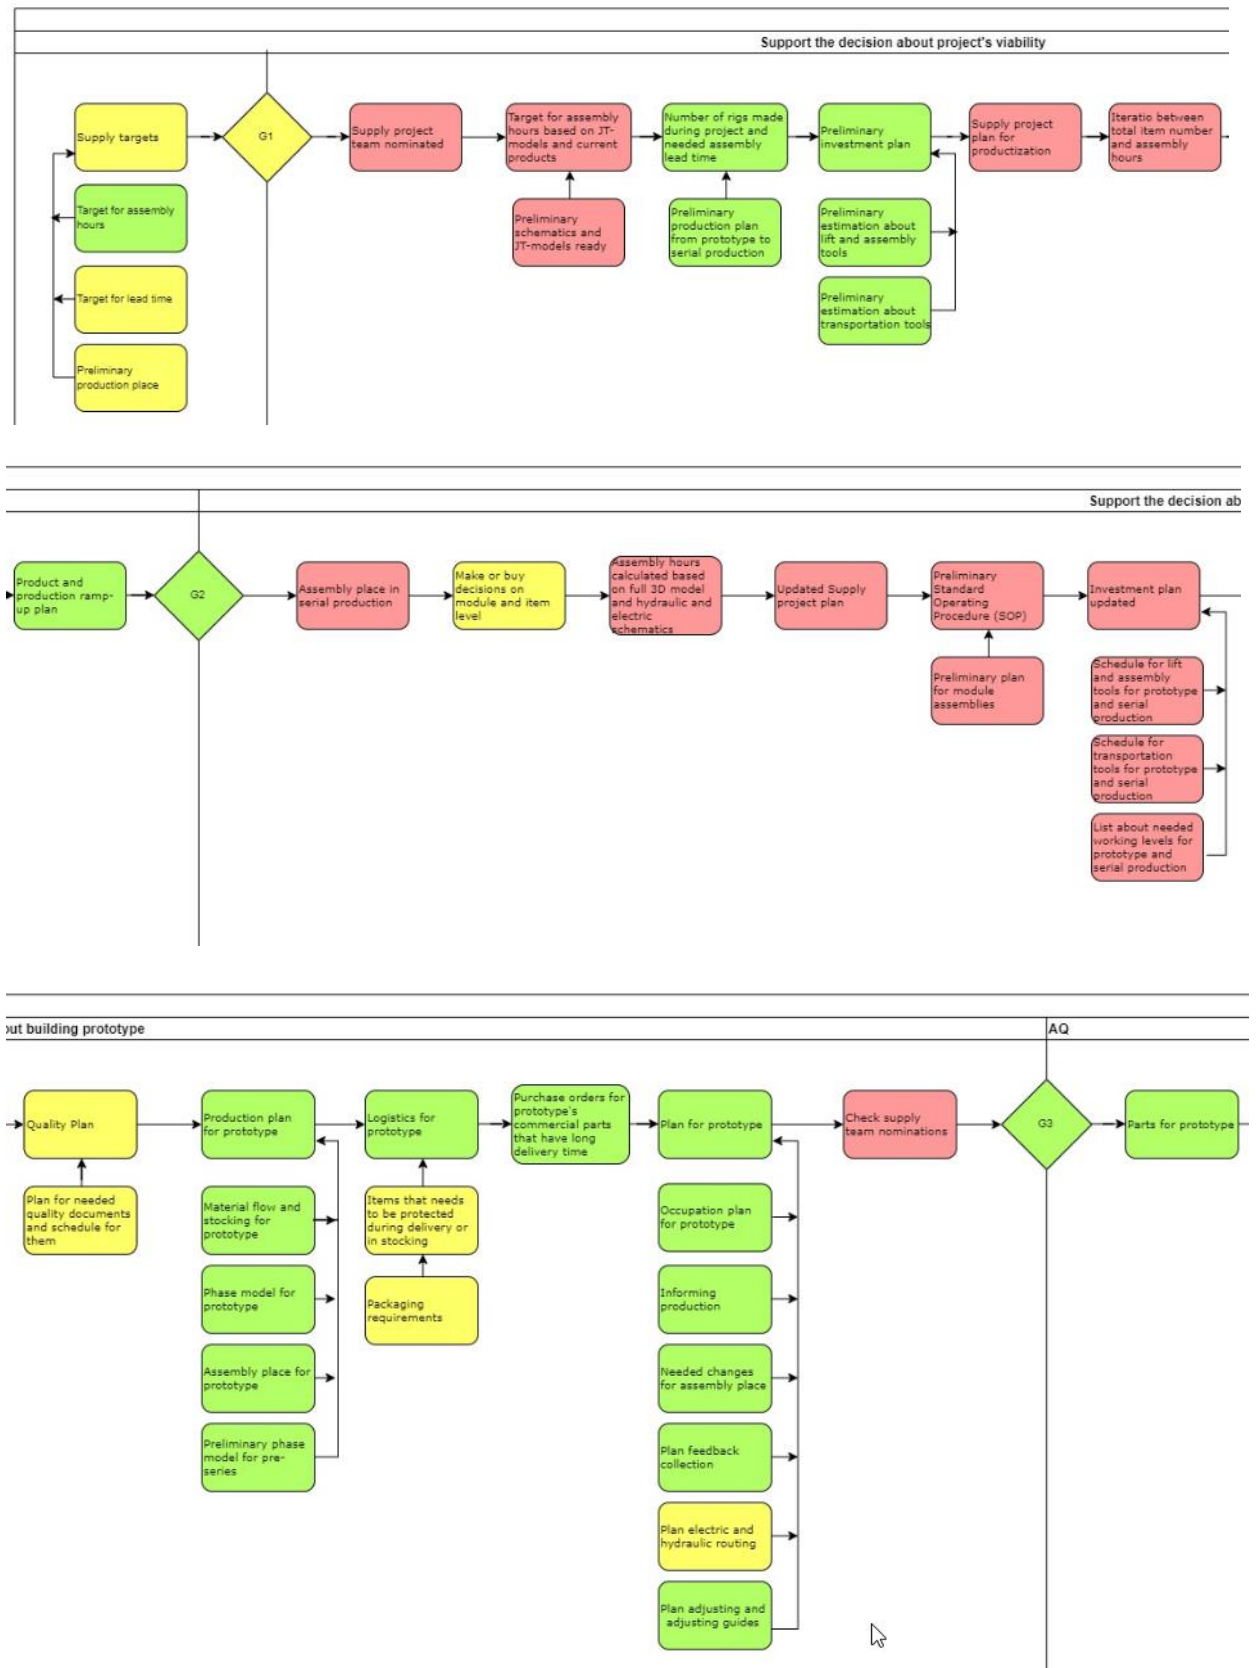 Support the decision about project's viability
Supply targets
G1
Supply project
team nominated
Target for assembly
hours based on JT-
models and current
products
Number of rigs made
during project and
needed assembly
lead time
Preliminary
investment plan
Supply project
plan for
productization
Iteratio between
total item number
and assembly
hours
Target for assembly
hours
Preliminary
schematics and
JT-models ready
Preliminary
production plan
from prototype to
serial production
Preliminary
estimation about
lift and assembly
tools
Target for lead time
Preliminary
estimation about
transportation tools
Preliminary
production place
Support the decision ab
Product and
production ramp-
up plan
G2
Assembly place in
serial production
Make or buy
decisions on
module and item
level
Assembly hours
calculated based
on full 3D model
and hydraulic and
electric
schematics
Updated Supply
project plan
Preliminary
Standard
Operating
Procedure (SOP)
Investment plan
updated
Preliminary plan
for module
assemblies
Schedule for lift
and assembly
tools for prototype
and serial
production
Schedule for
transportation
tools for prototype
and serial
production
List about needed
working levels for
prototype and
serial production
out building prototype
AQ
Quality Plan
Production plan
for prototype
Logistics for
prototype
Purchase orders for
prototype's
commercial parts
that have long
delivery time
Plan for prototype
Check supply
team nominations
G3
Parts for prototype
Plan for needed
quality documents
and schedule for
them
Material flow and
stocking for
prototype
Items that needs
to be protected
during delivery or
in stocking
Occupation plan
for prototype
Phase model for
prototype
Packaging
requirements
Informing
production
Assembly place for
prototype
Needed changes
for assembly place
Preliminary phase
model for pre-
series
Plan feedback
collection
Plan electric and
hydraulic routing
Plan adjusting and
adjusting guides